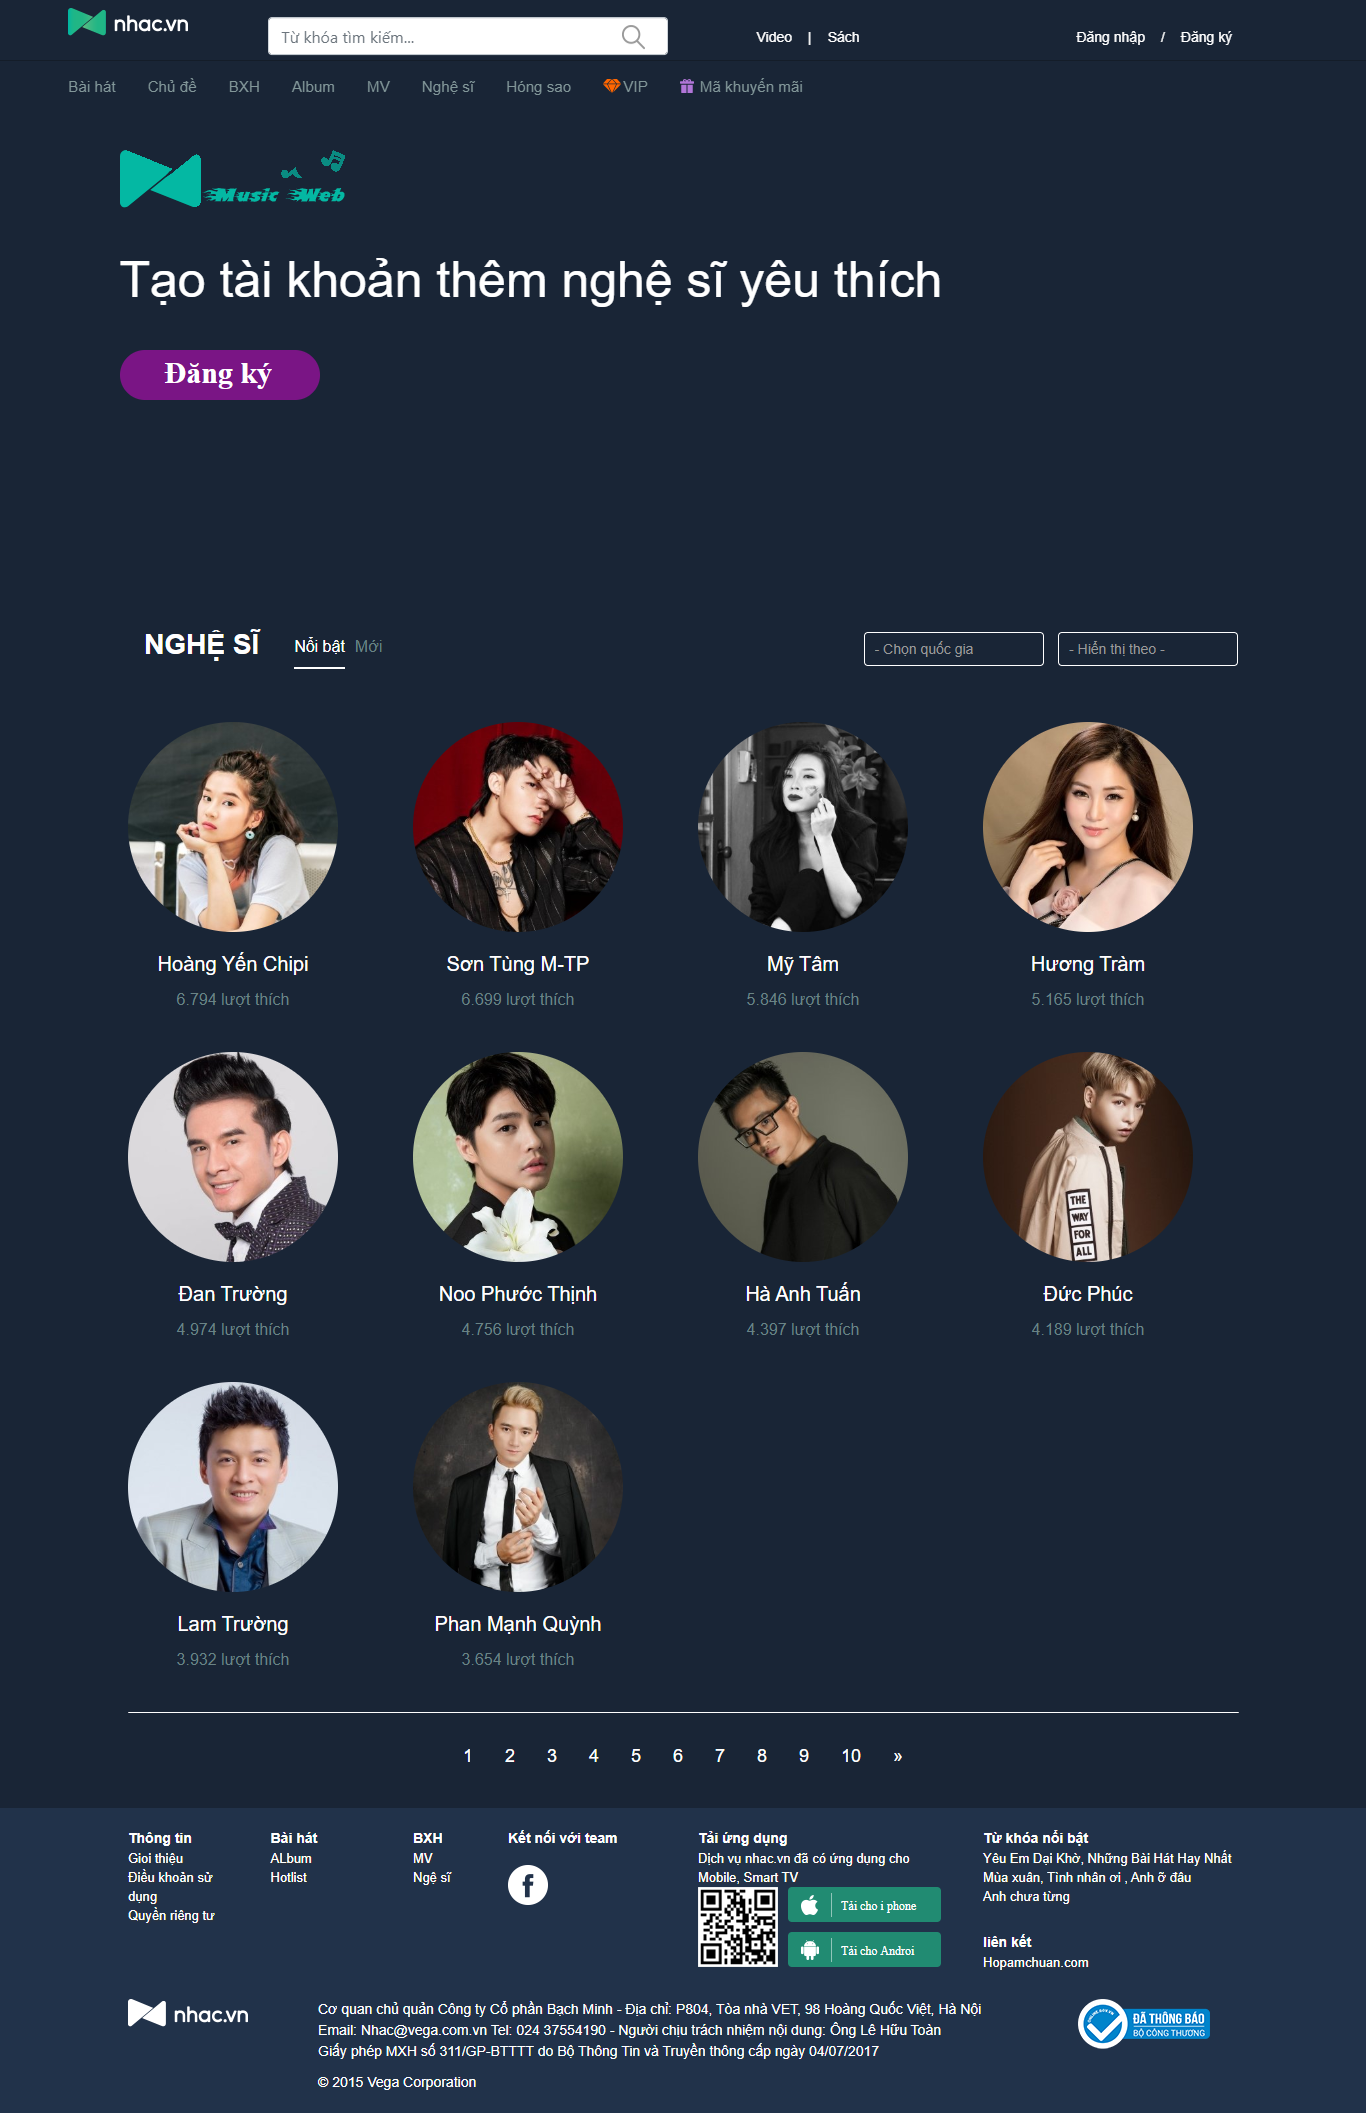 nhac.vn
Từ khóa tìm kiếm...
Video | Sách
Đăng nhập / Đăng ký
Bài hát Chủ đề BXH Album MV Nghệ sĩ Hóng sao VIP Mã khuyến mãi
Music Web
Tạo tài khoản thêm nghệ sĩ yêu thích
Đăng ký
NGHỆ SĨ Nỗi bật Mới
- Chọn quốc gia
- Hiển thị theo -
Hoàng Yến Chipi
6.794 lượt thích
Sơn Tùng M-TP
6.699 lượt thích
Mỹ Tâm
5.846 lượt thích
Hương Tràm
5.165 lượt thích
THE
WAY
FOR
ALL
Đan Trường
4.974 lượt thích
Noo Phước Thịnh
4.756 lượt thích
Hà Anh Tuấn
4.397 lượt thích
Đức Phúc
4.189 lượt thích
Lam Trường
3.932 lượt thích
Phan Mạnh Quỳnh
3.654 lượt thích
1 2 3 4 5 6 7 8 9 10 »
Thông tin
Gioi thiệu
Điều khoản sử
dụng
Quyền riêng tư
Bài hát
ALbum
Hotlist
BXH
MV
Ngệ sĩ
Kết nối với team
Tải ứng dụng
Dịch vụ nhac.vn đã có ứng dụng cho
Mobile, Smart TV
Tải cho i phone
Tải cho Androi
Từ khóa nổi bật
Yêu Em Dại Khờ, Những Bài Hát Hay Nhất
Mùa xuân, Tình nhân ơi , Anh ỡ đâu
Anh chưa từng
liên kết
Hopamchuan.com
nhac.vn
Cơ quan chủ quản Công ty Cổ phần Bạch Minh - Địa chỉ: P804, Tòa nhà VET, 98 Hoàng Quốc Việt, Hà Nội
Email: Nhac@vega.com.vn Tel: 024 37554190 - Người chịu trách nhiệm nội dung: Ông Lê Hữu Toàn
Giấy phép MXH số 311/GP-BTTTT do Bộ Thông Tin và Truyền thông cấp ngày 04/07/2017
© 2015 Vega Corporation
ĐÃ THÔNG BÁO
BỘ CÔNG THƯƠNG